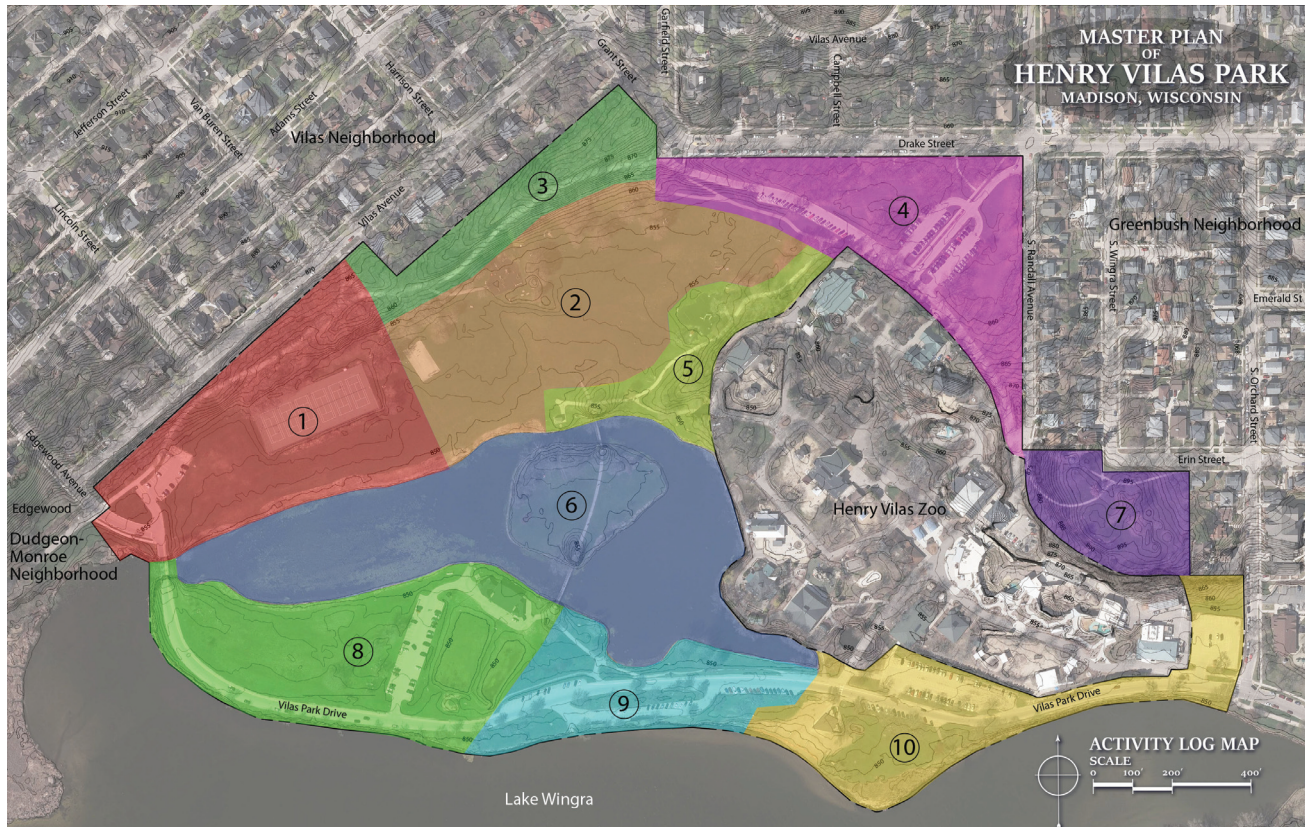 MASTER PLAN
OF
HENRY VILAS PARK
MADISON, WISCONSIN
Vilas Avenue
Campbell Street
Garfield Street
Grant Street
Drake Street
Harrison Street
Adams Street
Van Buren Street
Jefferson Street
Lincoln Street
Vilas Neighborhood
Vilas Avenue
Greenbush Neighborhood
S. Randall Avenue
S. Wingra Street
Emerald St
S. Orchard Street
Erin Street
Edgewood Avenue
Edgewood
Dudgeon-
Monroe
Neighborhood
Henry Vilas Zoo
1
2
3
4
5
6
7
8
9
10
Vilas Park Drive
Vilas Park Drive
Lake Wingra
ACTIVITY LOG MAP
SCALE
0 100' 200' 400'